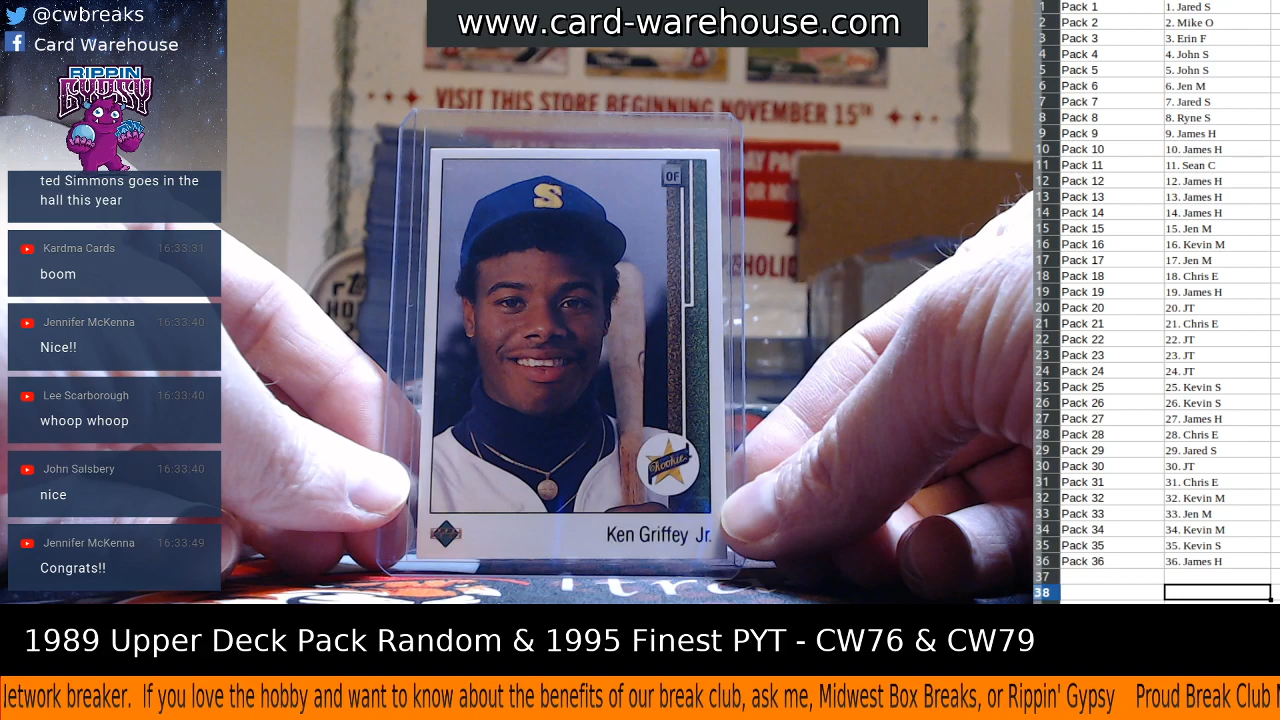 @cwbreaks
Card Warehouse
RIPPIN
GYPSY
ted Simmons goes in the
hall this year
Kardma Cards 16:33:31
boom
Jennifer McKenna 16:33:40
Nice!!
Lee Scarborough 16:33:40
whoop whoop
John Salsbery 16:33:40
nice
Jennifer McKenna 16:33:49
Congrats!!
www.card-warehouse.com
VISIT THIS STORE BEGINNING NOVEMBER 15TH
OF
S
Rookie
Ken Griffey Jr.
1 Pack 1 1. Jared S
2 Pack 2 2. Mike O
3 Pack 3 3. Erin F
4 Pack 4 4. John S
5 Pack 5 5. John S
6 Pack 6 6. Jen M
7 Pack 7 7. Jared S
8 Pack 8 8. Ryne S
9 Pack 9 9. James H
10 Pack 10 10. James H
11 Pack 11 11. Sean C
12 Pack 12 12. James H
13 Pack 13 13. James H
14 Pack 14 14. James H
15 Pack 15 15. Jen M
16 Pack 16 16. Kevin M
17 Pack 17 17. Jen M
18 Pack 18 18. Chris E
19 Pack 19 19. James H
20 Pack 20 20. JT
21 Pack 21 21. Chris E
22 Pack 22 22. JT
23 Pack 23 23. JT
24 Pack 24 24. JT
25 Pack 25 25. Kevin S
26 Pack 26 26. Kevin S
27 Pack 27 27. James H
28 Pack 28 28. Chris E
29 Pack 29 29. Jared S
30 Pack 30 30. JT
31 Pack 31 31. Chris E
32 Pack 32 32. Kevin M
33 Pack 33 33. Jen M
34 Pack 34 34. Kevin M
35 Pack 35 35. Kevin S
36 Pack 36 36. James H
37
38
1989 Upper Deck Pack Random & 1995 Finest PYT - CW76 & CW79
letwork breaker. If you love the hobby and want to know about the benefits of our break club, ask me, Midwest Box Breaks, or Rippin' Gypsy Proud Break Club